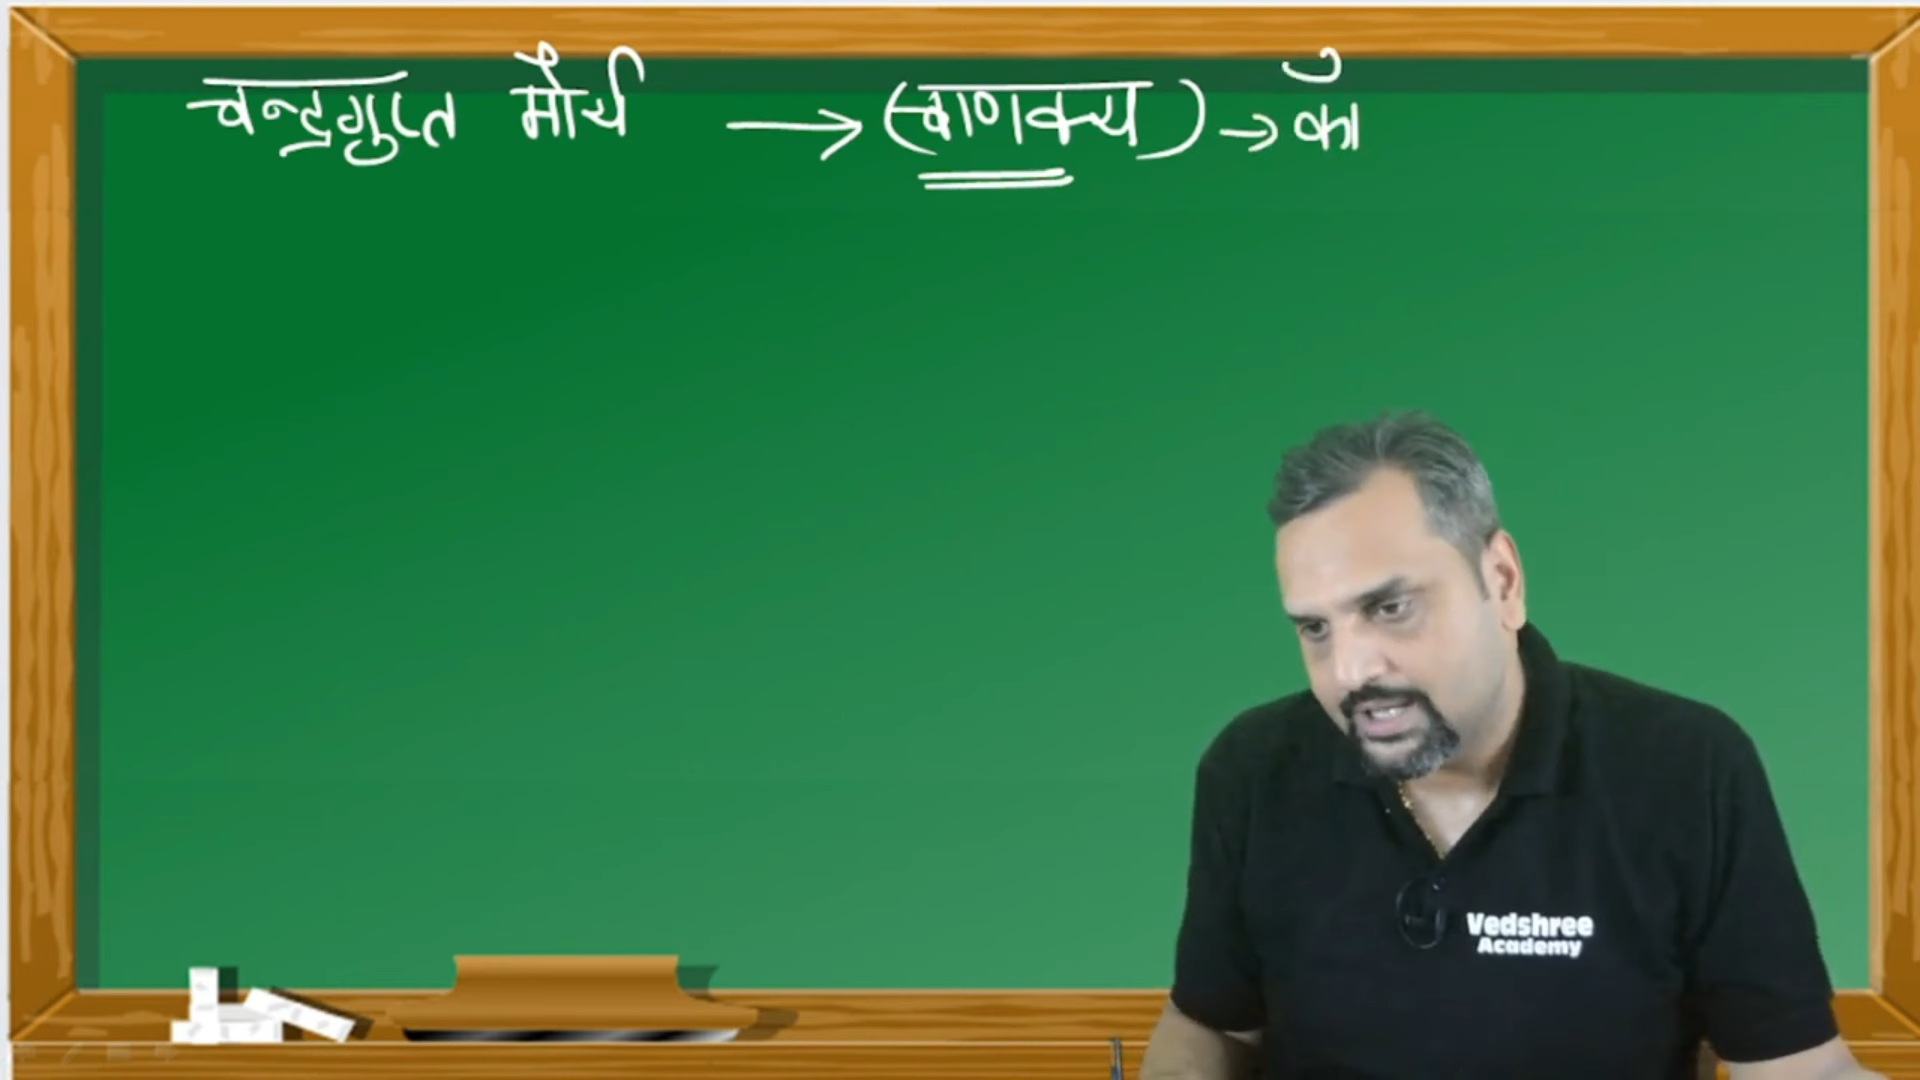 चन्द्रगुप्त मौर्य → (चाणक्य) → को
Vedshree
Academy